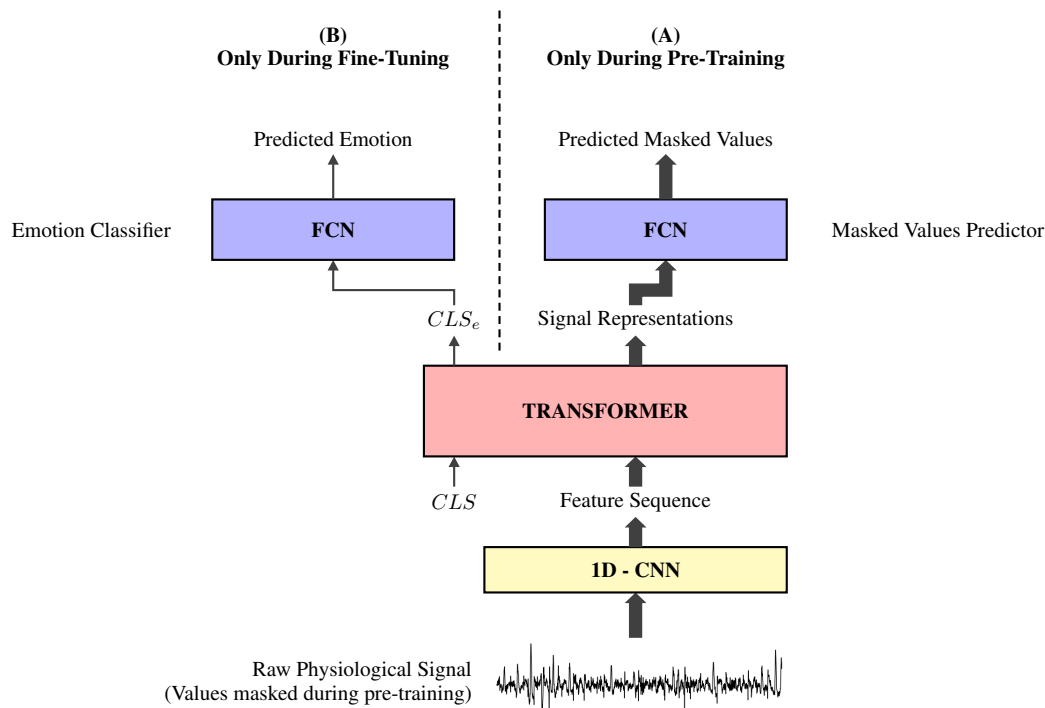 (B)
Only During Fine-Tuning
(A)
Only During Pre-Training
Predicted Emotion
Predicted Masked Values
Emotion Classifier
FCN
FCN
Masked Values Predictor
CLS_e
Signal Representations
TRANSFORMER
CLS
Feature Sequence
1D - CNN
Raw Physiological Signal
(Values masked during pre-training)